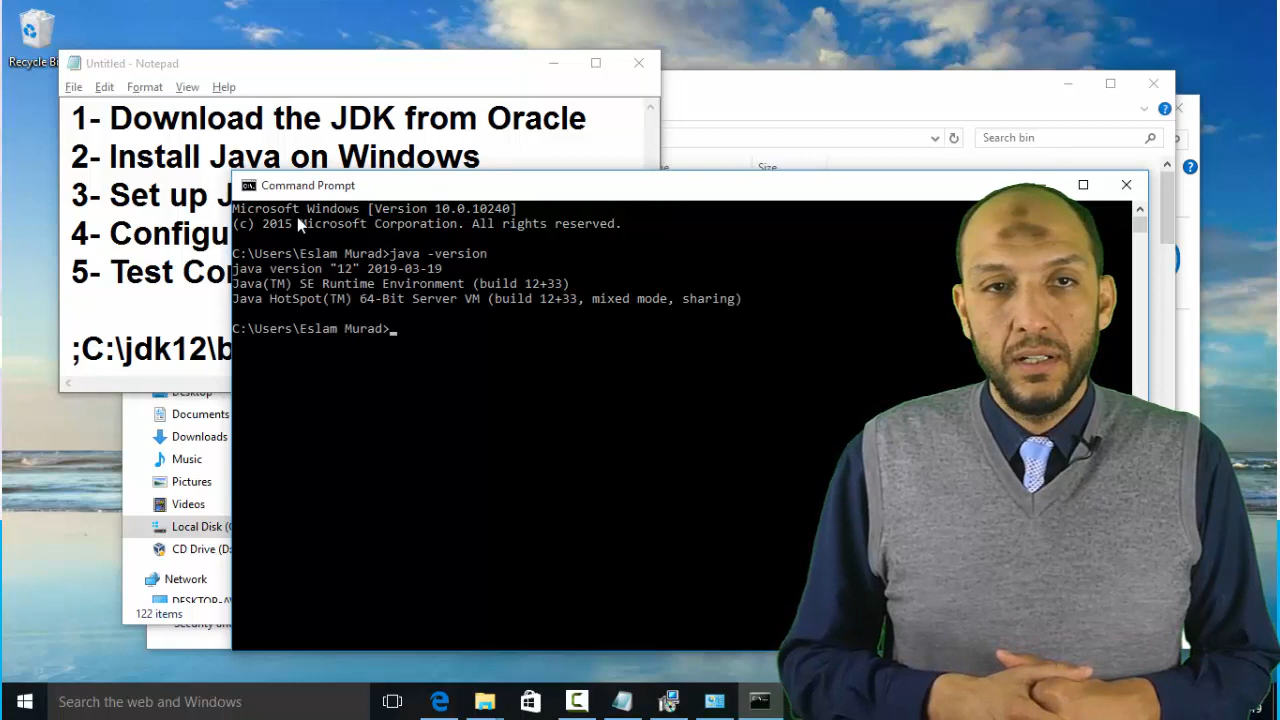 Recycle Bi
Untitled - Notepad
File Edit Format View Help
1- Download the JDK from Oracle
2- Install Java on Windows
3- Set up J
4- Configu
5- Test Co
;C:\jdk12\b
Search bin
Size
Command Prompt
Microsoft Windows [Version 10.0.10240]
(c) 2015 Microsoft Corporation. All rights reserved.
C:\Users\Eslam Murad>java -version
java version "12" 2019-03-19
Java(TM) SE Runtime Environment (build 12+33)
Java HotSpot(TM) 64-Bit Server VM (build 12+33, mixed mode, sharing)
C:\Users\Eslam Murad>
Desktop
Documents
Downloads
Music
Pictures
Videos
Local Disk (
CD Drive (D:
Network
DESKTOP-A
122 items
Search the web and Windows